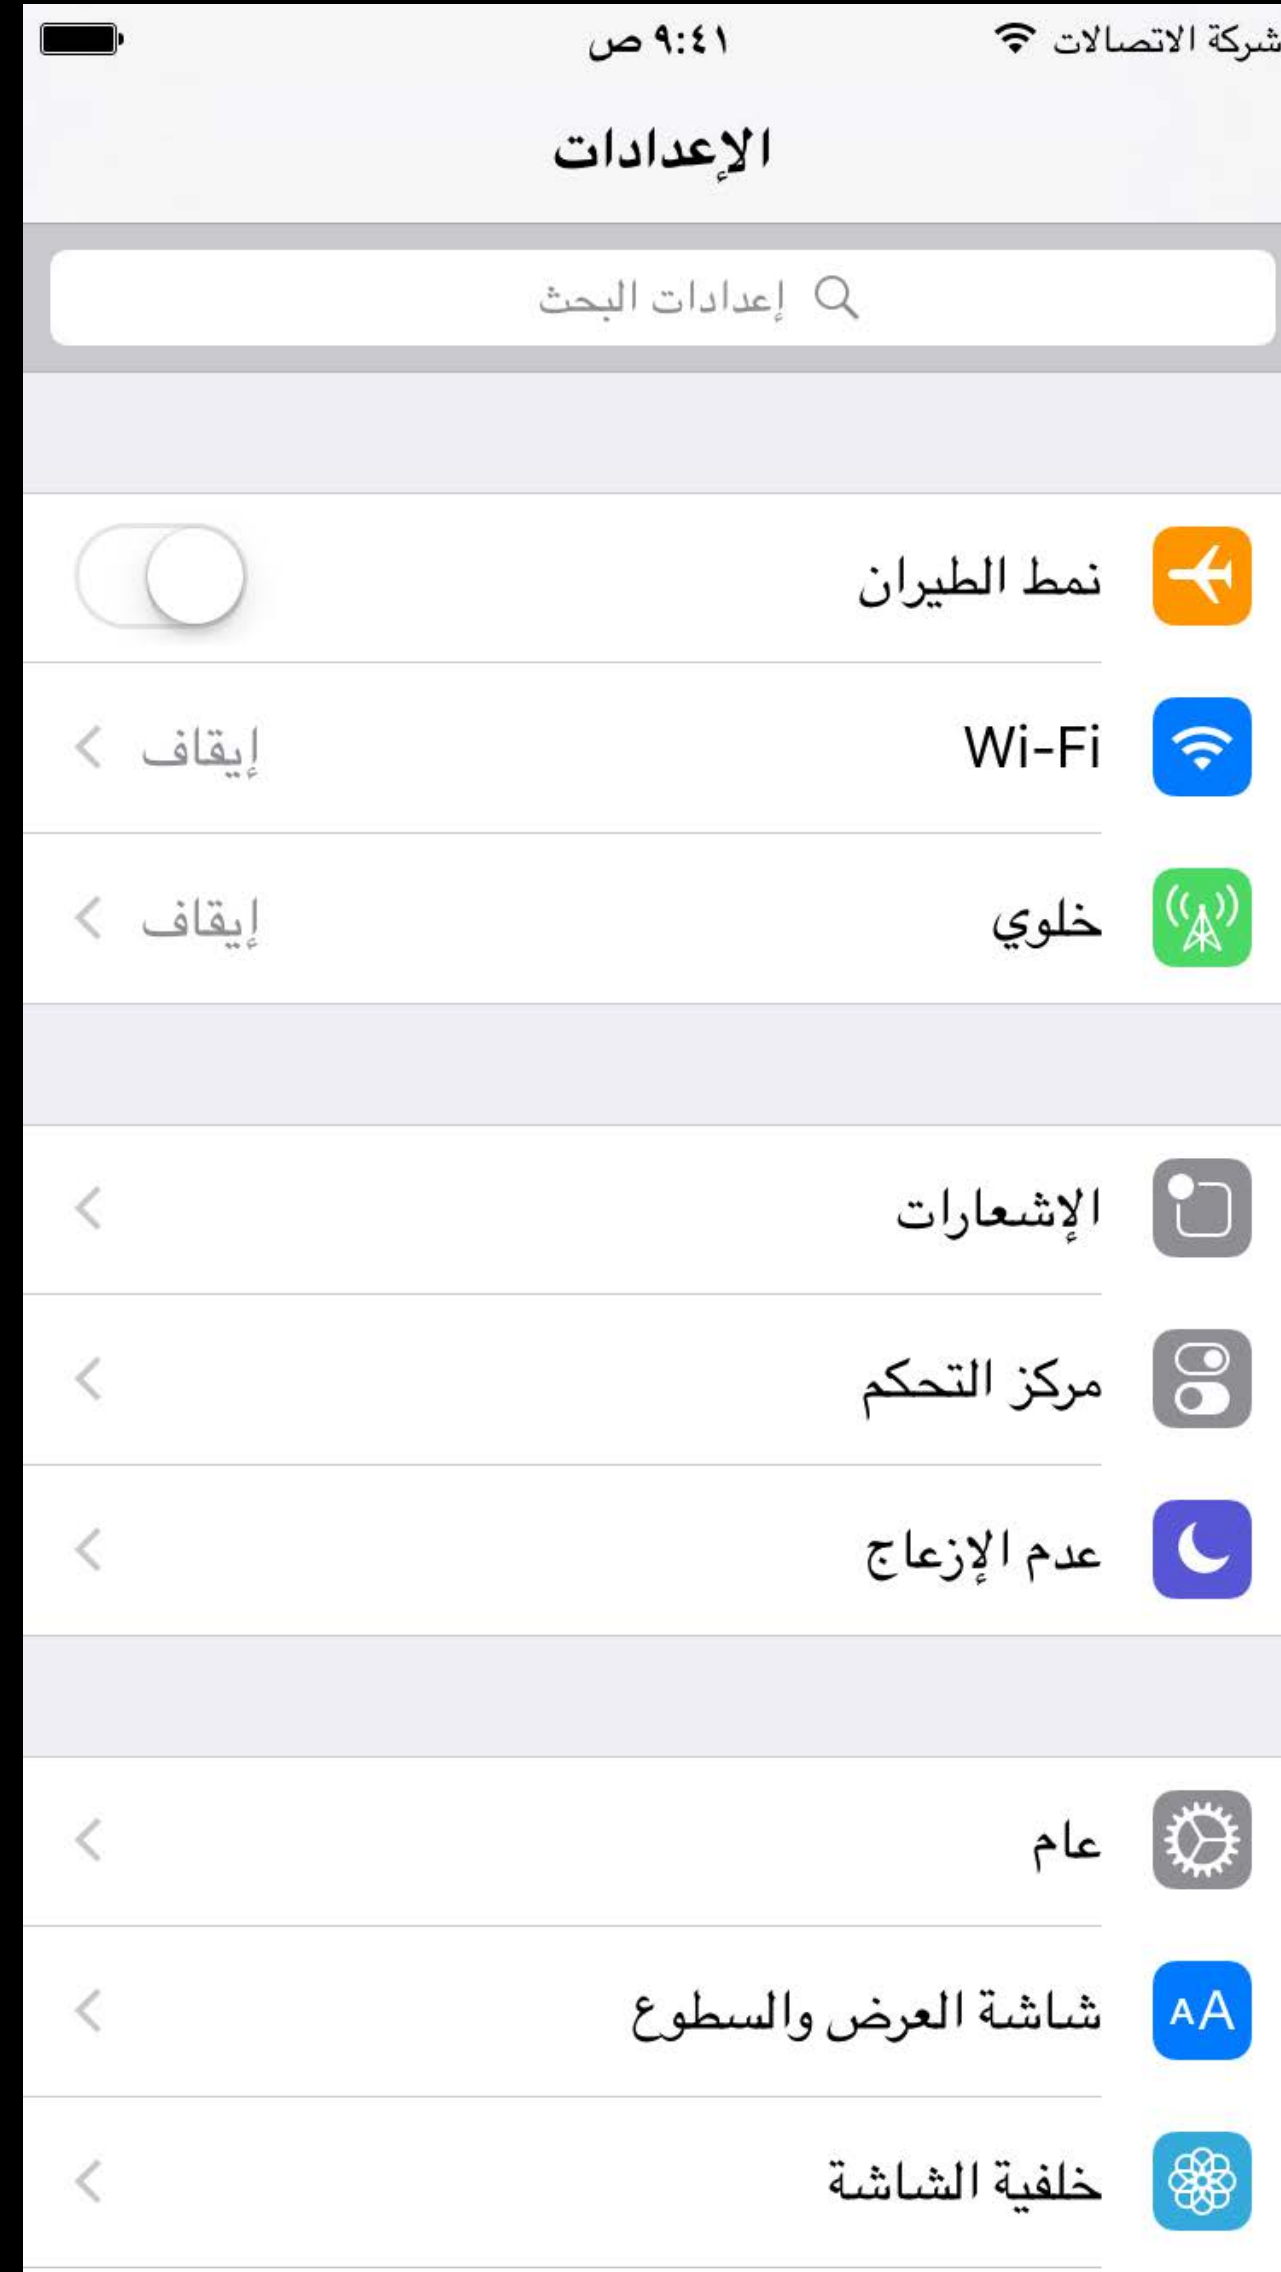 شركة الاتصالات ٩:٤١ ص
الإعدادات
إعدادات البحث
نمط الطيران
Wi-Fi إيقاف
خلوي إيقاف
الإشعارات
مركز التحكم
عدم الإزعاج
عام
AA شاشة العرض والسطوع
خلفية الشاشة